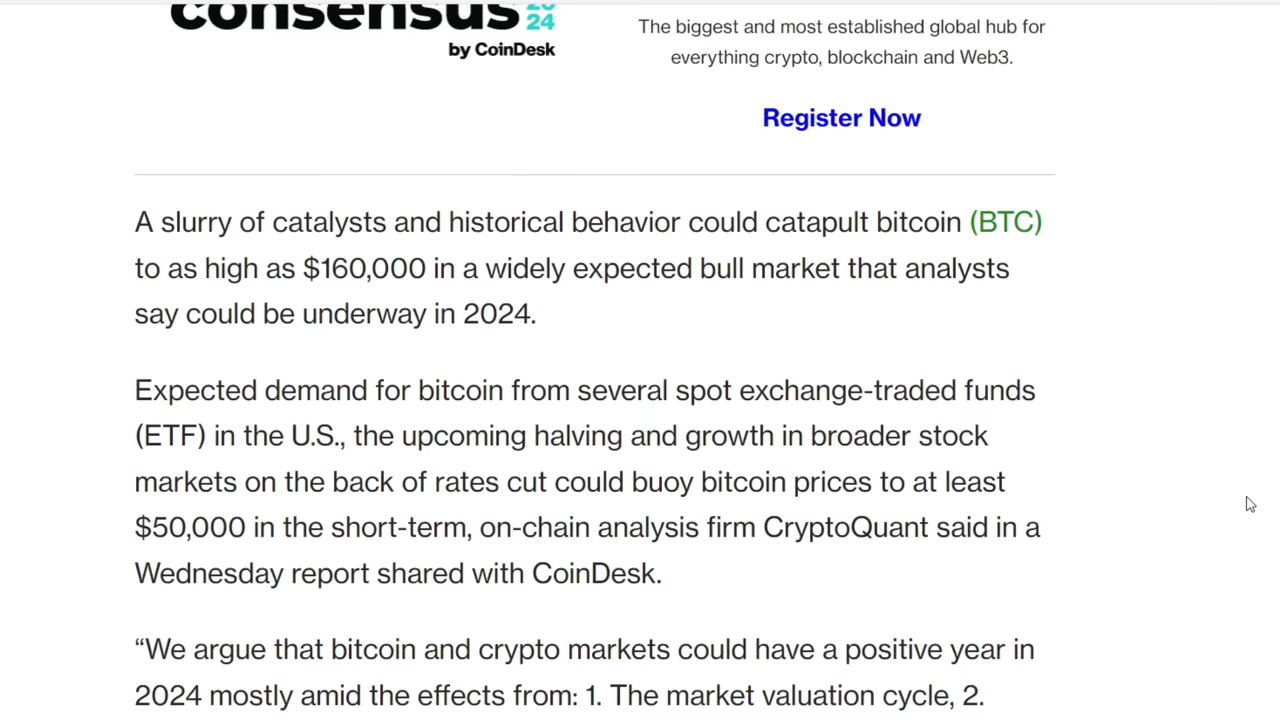 consensus 2024
by CoinDesk
The biggest and most established global hub for
everything crypto, blockchain and Web3.
Register Now
A slurry of catalysts and historical behavior could catapult bitcoin (BTC)
to as high as $160,000 in a widely expected bull market that analysts
say could be underway in 2024.
Expected demand for bitcoin from several spot exchange-traded funds
(ETF) in the U.S., the upcoming halving and growth in broader stock
markets on the back of rates cut could buoy bitcoin prices to at least
$50,000 in the short-term, on-chain analysis firm CryptoQuant said in a
Wednesday report shared with CoinDesk.
“We argue that bitcoin and crypto markets could have a positive year in
2024 mostly amid the effects from: 1. The market valuation cycle, 2.